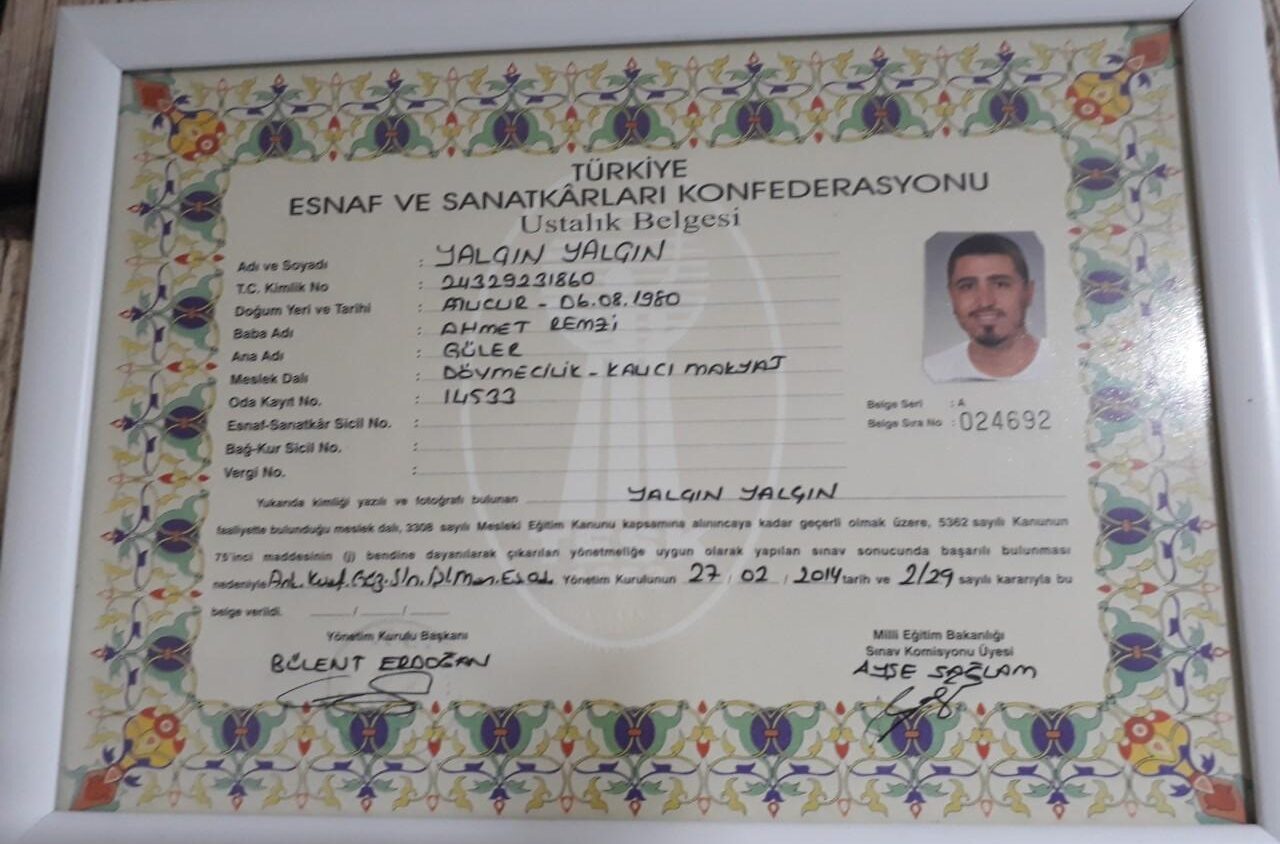 TÜRKİYE
ESNAF VE SANATKÂRLARI KONFEDERASYONU
Ustalık Belgesi
Adı ve Soyadı : YALÇIN YALÇIN
T.C. Kimlik No : 24329231860
Doğum Yeri ve Tarihi : MUCUR - 06.08.1980
Baba Adı : AHMET REMZİ
Ana Adı : GÜLER
Meslek Dalı : DÖVMECİLİK - KALICI MAKYAJ
Oda Kayıt No. : 14533
Esnaf-Sanatkâr Sicil No. :
Bağ-Kur Sicil No. :
Vergi No. :
Belge Seri : A
Belge Sıra No : 024692
Yukarıda kimliği yazılı ve fotoğrafı bulunan YALÇIN YALÇIN
faaliyette bulunduğu meslek dalı, 3308 sayılı Mesleki Eğitim Kanunu kapsamına alınıncaya kadar geçerli olmak üzere, 5362 sayılı Kanunun
75'inci maddesinin (j) bendine dayanılarak çıkarılan yönetmeliğe uygun olarak yapılan sınav sonucunda başarılı bulunması
nedeniyle Yönetim Kurulunun 27 / 02 / 2014 tarih ve 2/29 sayılı kararıyla bu
belge verildi. / /
Yönetim Kurulu Başkanı
BÜLENT ERDOĞAN
Milli Eğitim Bakanlığı
Sınav Komisyonu Üyesi
AYŞE SAĞLAM
TESK